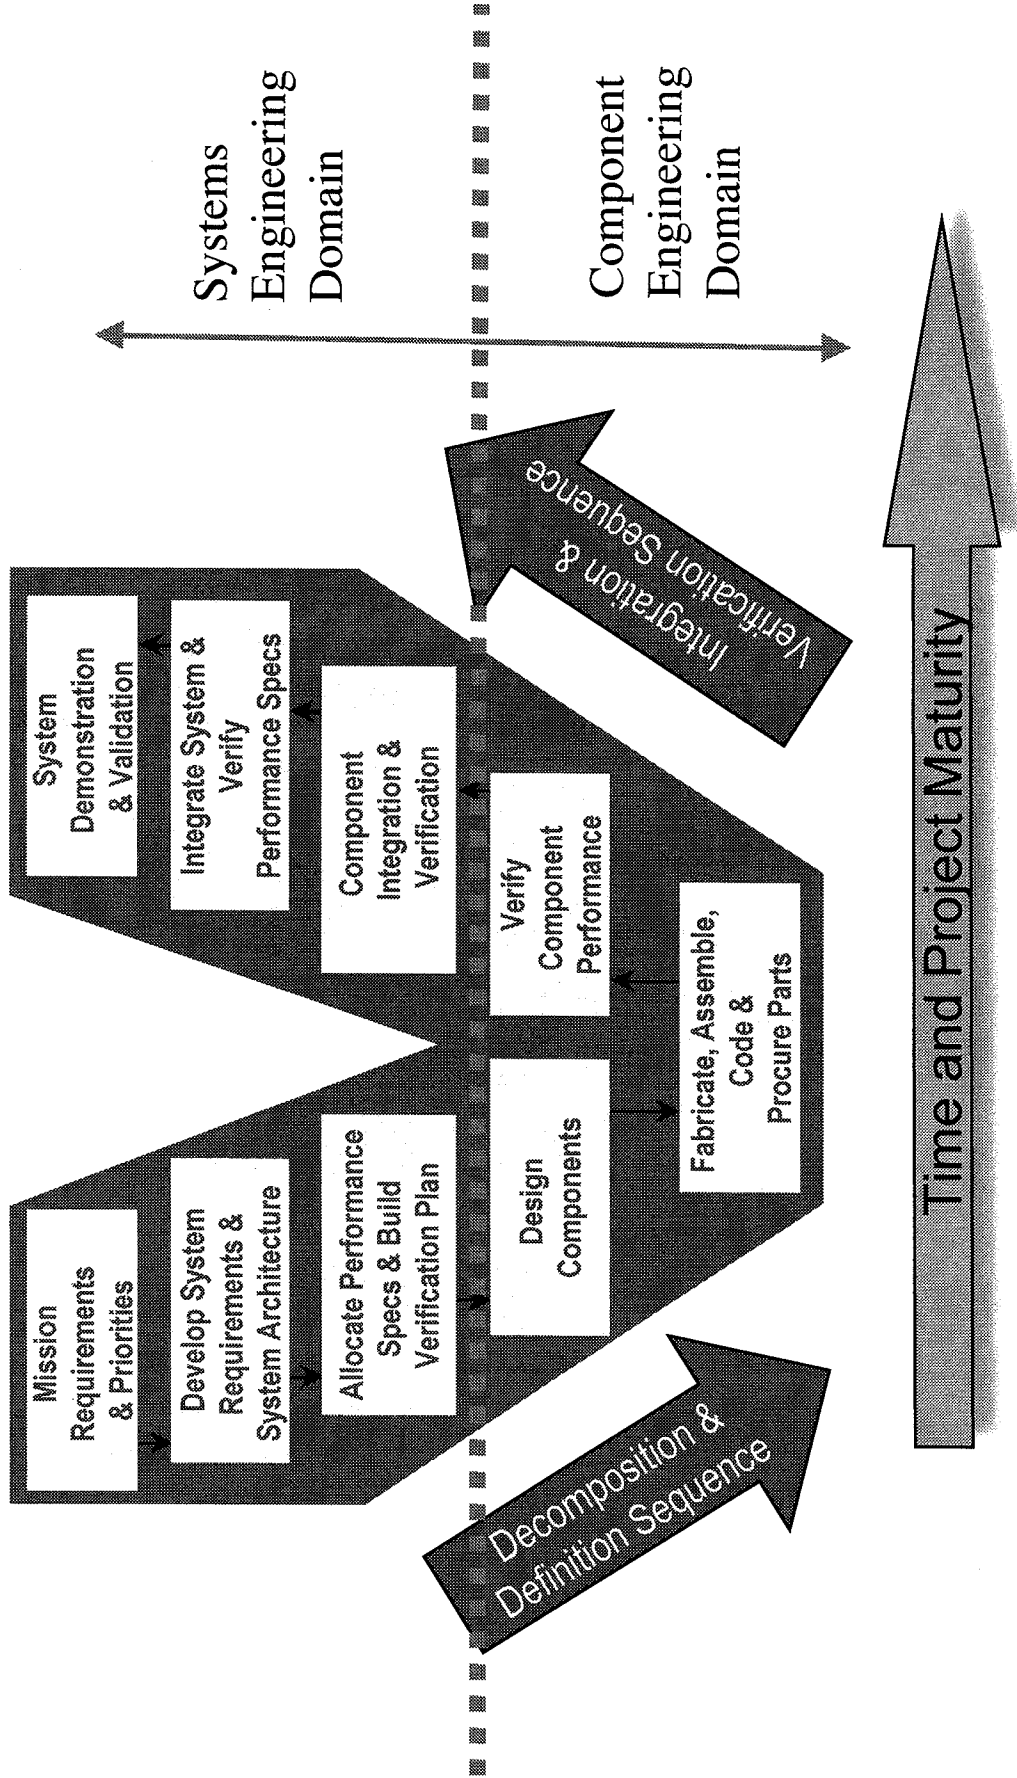 Mission
Requirements
& Priorities
Develop System
Requirements &
System Architecture
Allocate Performance
Specs & Build
Verification Plan
Design
Components
Fabricate, Assemble,
Code &
Procure Parts
Verify
Component
Performance
Component
Integration &
Verification
Integrate System &
Verify
Performance Specs
System
Demonstration
& Validation
Decomposition &
Definition Sequence
Integration &
Verification Sequence
Systems
Engineering
Domain
Component
Engineering
Domain
Time and Project Maturity